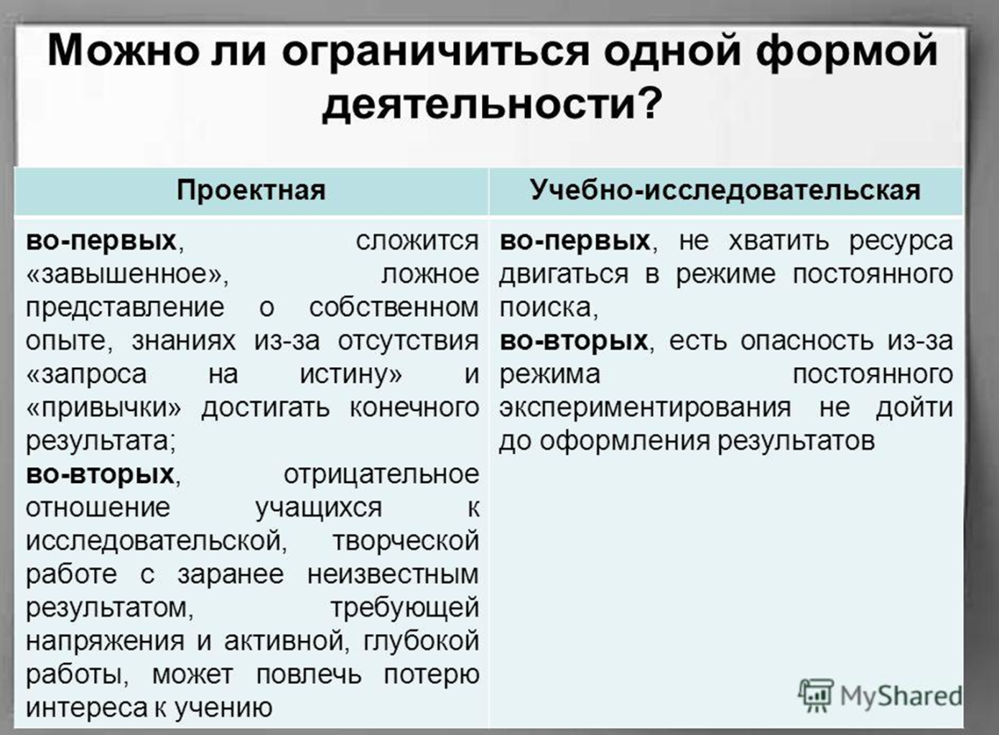 Можно ли ограничиться одной формой
деятельности?
Проектная
во-первых, сложится
«завышенное», ложное
представление о собственном
опыте, знаниях из-за отсутствия
«запроса на истину» и
«привычки» достигать конечного
результата;
во-вторых, отрицательное
отношение учащихся к
исследовательской, творческой
работе с заранее неизвестным
результатом, требующей
напряжения и активной, глубокой
работы, может повлечь потерю
интереса к учению
Учебно-исследовательская
во-первых, не хватить ресурса
двигаться в режиме постоянного
поиска,
во-вторых, есть опасность из-за
режима постоянного
экспериментирования не дойти
до оформления результатов
MyShared